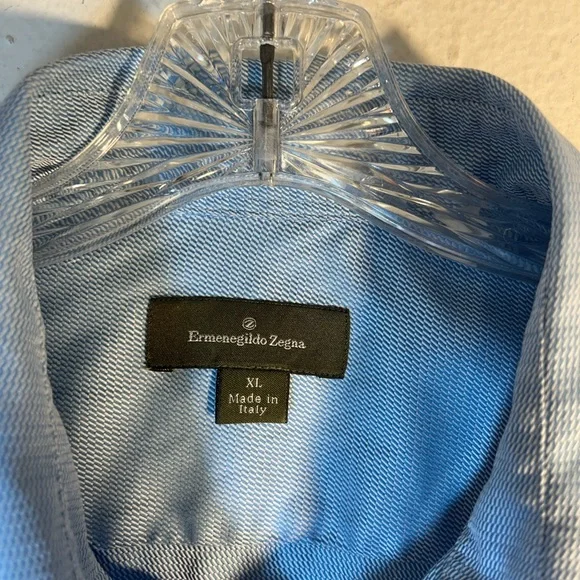 Ermenegildo Zegna
XL
Made in
Italy